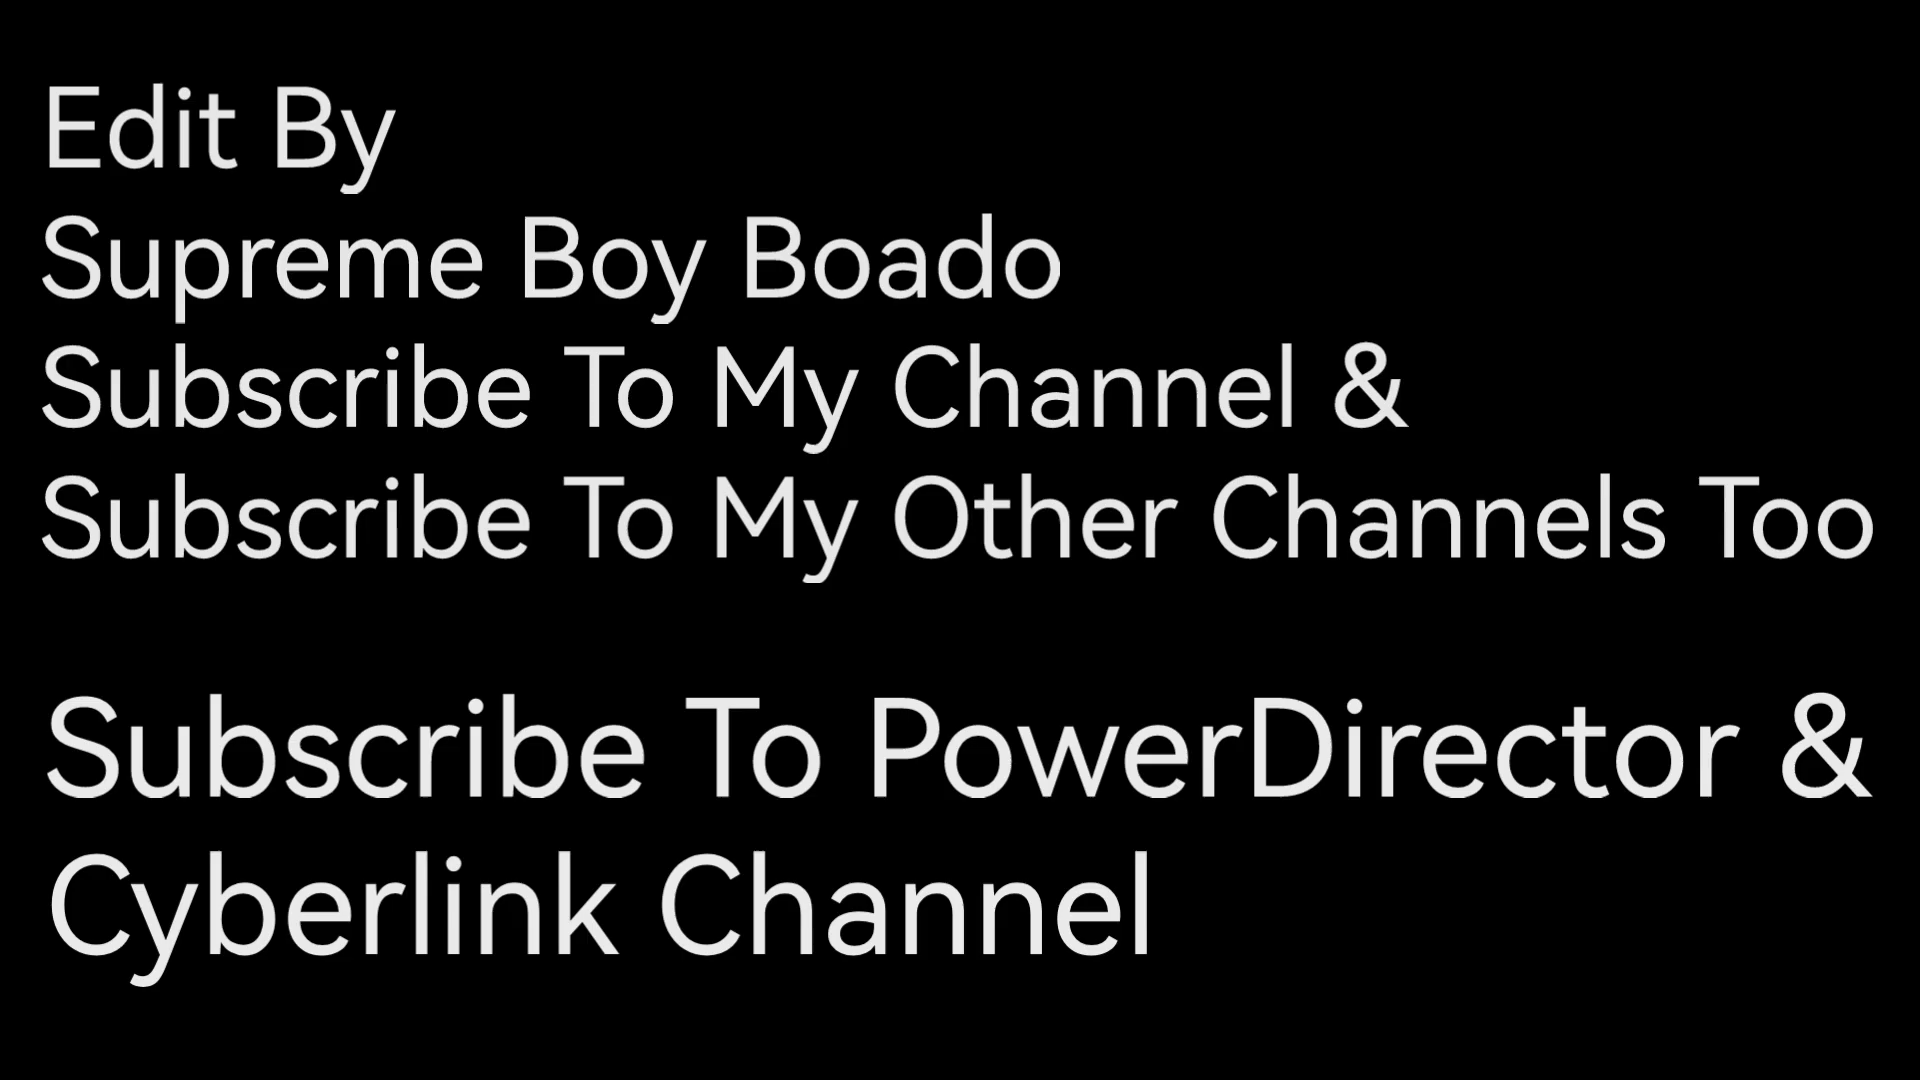 Edit By
Supreme Boy Boado
Subscribe To My Channel &
Subscribe To My Other Channels Too
Subscribe To PowerDirector &
Cyberlink Channel